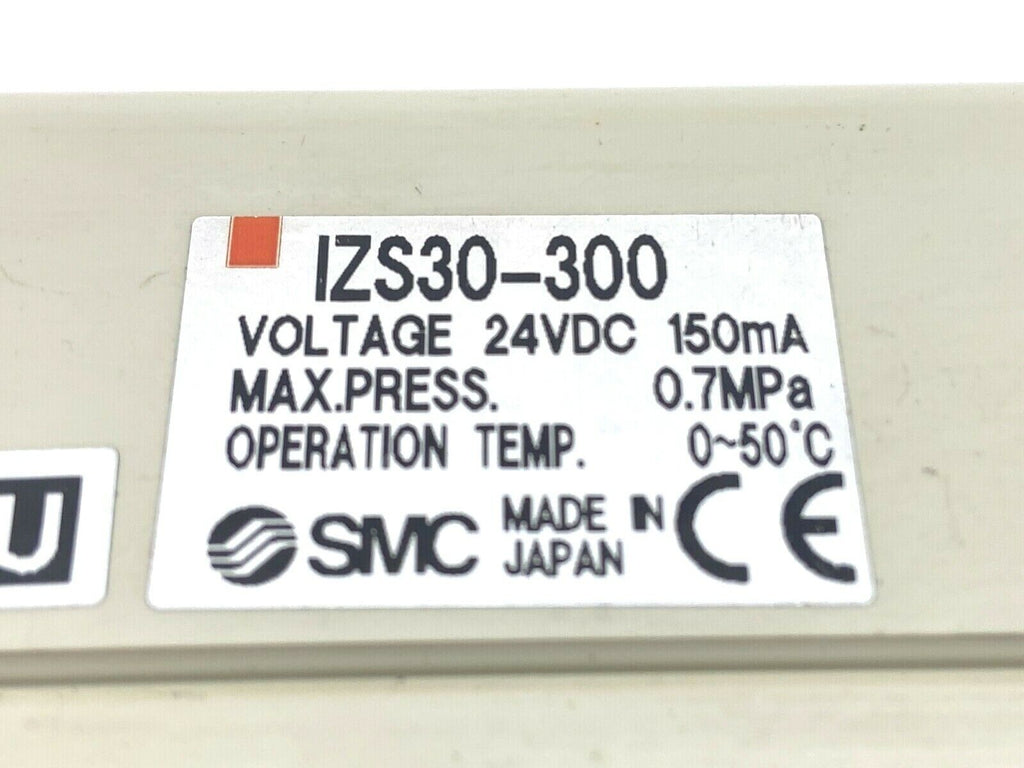 IZS30-300
VOLTAGE 24VDC 150mA
MAX.PRESS. 0.7MPa
OPERATION TEMP. 0~50°C
SMC MADE IN JAPAN CE
U